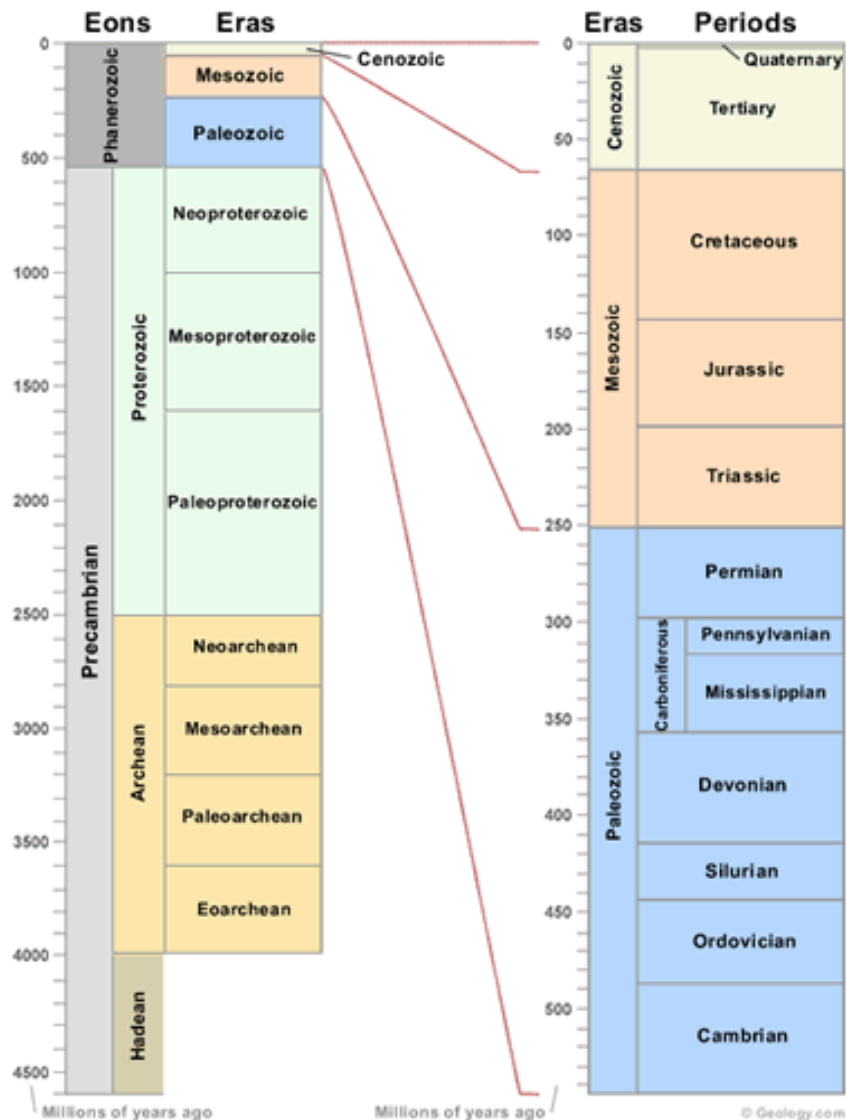 Eons Eras
0
500
1000
1500
2000
2500
3000
3500
4000
4500
Phanerozoic
Precambrian
Proterozoic
Archean
Hadean
Cenozoic
Mesozoic
Paleozoic
Neoproterozoic
Mesoproterozoic
Paleoproterozoic
Neoarchean
Mesoarchean
Paleoarchean
Eoarchean
Millions of years ago
Eras Periods
0
50
100
150
200
250
300
350
400
450
500
Cenozoic
Mesozoic
Paleozoic
Quaternary
Tertiary
Cretaceous
Jurassic
Triassic
Permian
Carboniferous
Pennsylvanian
Mississippian
Devonian
Silurian
Ordovician
Cambrian
Millions of years ago
© Geology.com